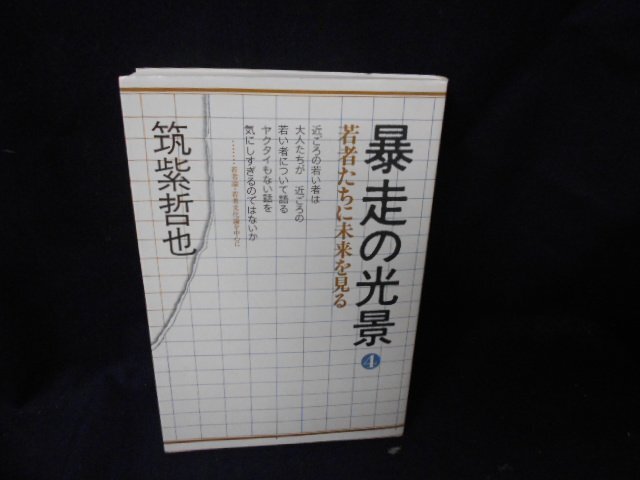 暴走の光景
4
若者たちに未来を見る
近ごろの若い者は
大人たちが 近ごろの
若い者について語る
ヤクタイもない話を
気にしすぎるのではないか
筑紫哲也